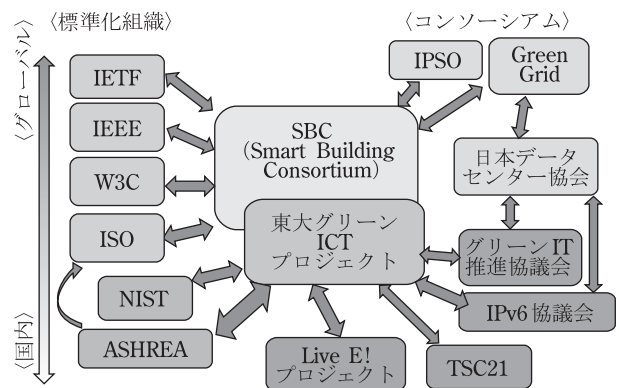 〈標準化組織〉
〈コンソーシアム〉
〈グローバル〉
〈国内〉
IETF
IEEE
W3C
ISO
NIST
ASHREA
SBC
(Smart Building
Consortium)
東大グリーン
ICT
プロジェクト
IPSO
Green
Grid
日本データ
センター協会
グリーンIT
推進協議会
IPv6協議会
Live E!
プロジェクト
TSC21